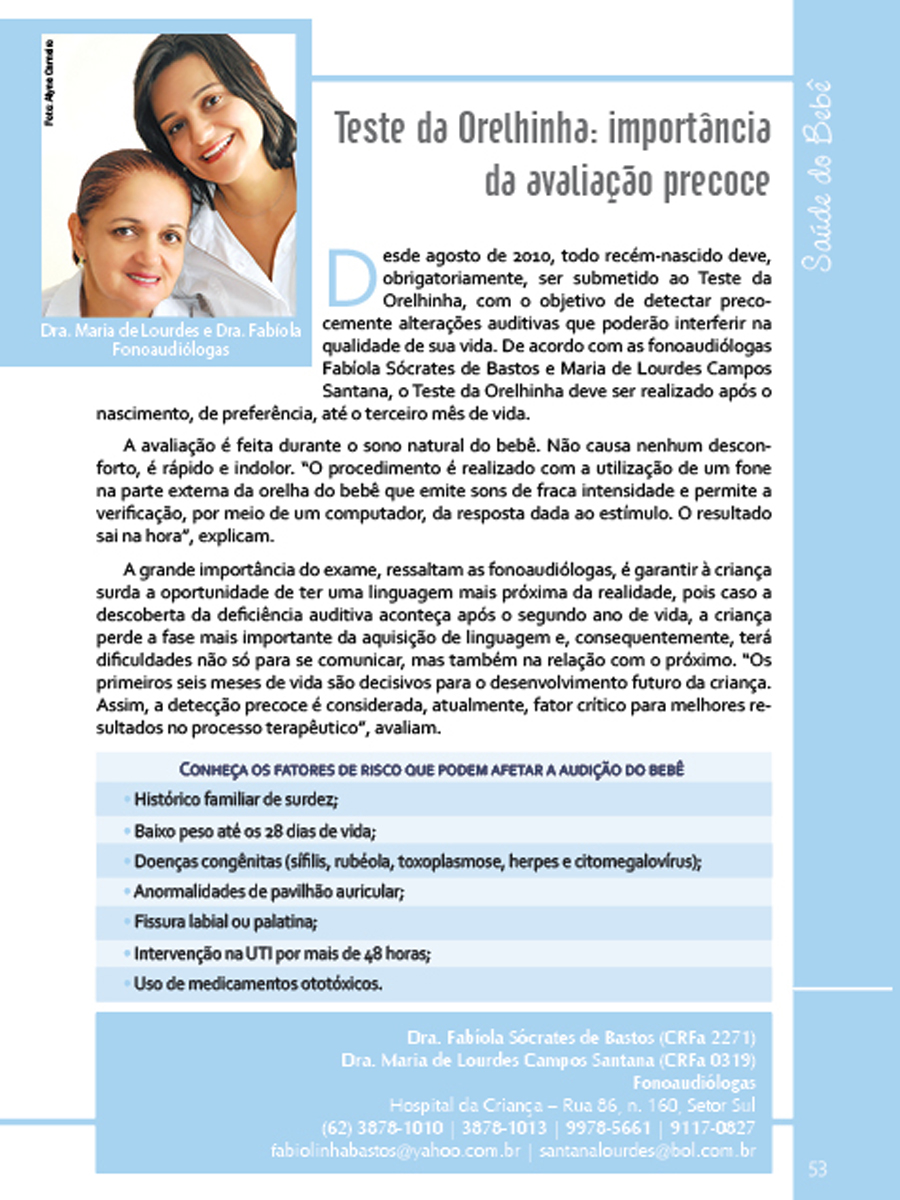 Foto: Alyne Carneiro
Dra. Maria de Lourdes e Dra. Fabíola
Fonoaudiólogas
Saúde do Bebê
Teste da Orelhinha: importância
da avaliação precoce
Desde agosto de 2010, todo recém-nascido deve,
obrigatoriamente, ser submetido ao Teste da
Orelhinha, com o objetivo de detectar preco-
cemente alterações auditivas que poderão interferir na
qualidade de sua vida. De acordo com as fonoaudiólogas
Fabíola Sócrates de Bastos e Maria de Lourdes Campos
Santana, o Teste da Orelhinha deve ser realizado após o
nascimento, de preferência, até o terceiro mês de vida.
A avaliação é feita durante o sono natural do bebê. Não causa nenhum descon-
forto, é rápido e indolor. “O procedimento é realizado com a utilização de um fone
na parte externa da orelha do bebê que emite sons de fraca intensidade e permite a
verificação, por meio de um computador, da resposta dada ao estímulo. O resultado
sai na hora”, explicam.
A grande importância do exame, ressaltam as fonoaudiólogas, é garantir à criança
surda a oportunidade de ter uma linguagem mais próxima da realidade, pois caso a
descoberta da deficiência auditiva aconteça após o segundo ano de vida, a criança
perde a fase mais importante da aquisição de linguagem e, consequentemente, terá
dificuldades não só para se comunicar, mas também na relação com o próximo. “Os
primeiros seis meses de vida são decisivos para o desenvolvimento futuro da criança.
Assim, a detecção precoce é considerada, atualmente, fator crítico para melhores re-
sultados no processo terapêutico”, avaliam.
Conheça os fatores de risco que podem afetar a audição do bebê
• Histórico familiar de surdez;
• Baixo peso até os 28 dias de vida;
• Doenças congênitas (sífilis, rubéola, toxoplasmose, herpes e citomegalovírus);
• Anormalidades de pavilhão auricular;
• Fissura labial ou palatina;
• Intervenção na UTI por mais de 48 horas;
• Uso de medicamentos ototóxicos.
Dra. Fabíola Sócrates de Bastos (CRFa 2271)
Dra. Maria de Lourdes Campos Santana (CRFa 0319)
Fonoaudiólogas
Hospital da Criança – Rua 86, n. 160, Setor Sul
(62) 3878-1010 | 3878-1013 | 9978-5661 | 9117-0827
fabiolinhabastos@yahoo.com.br | santanalourdes@bol.com.br
53